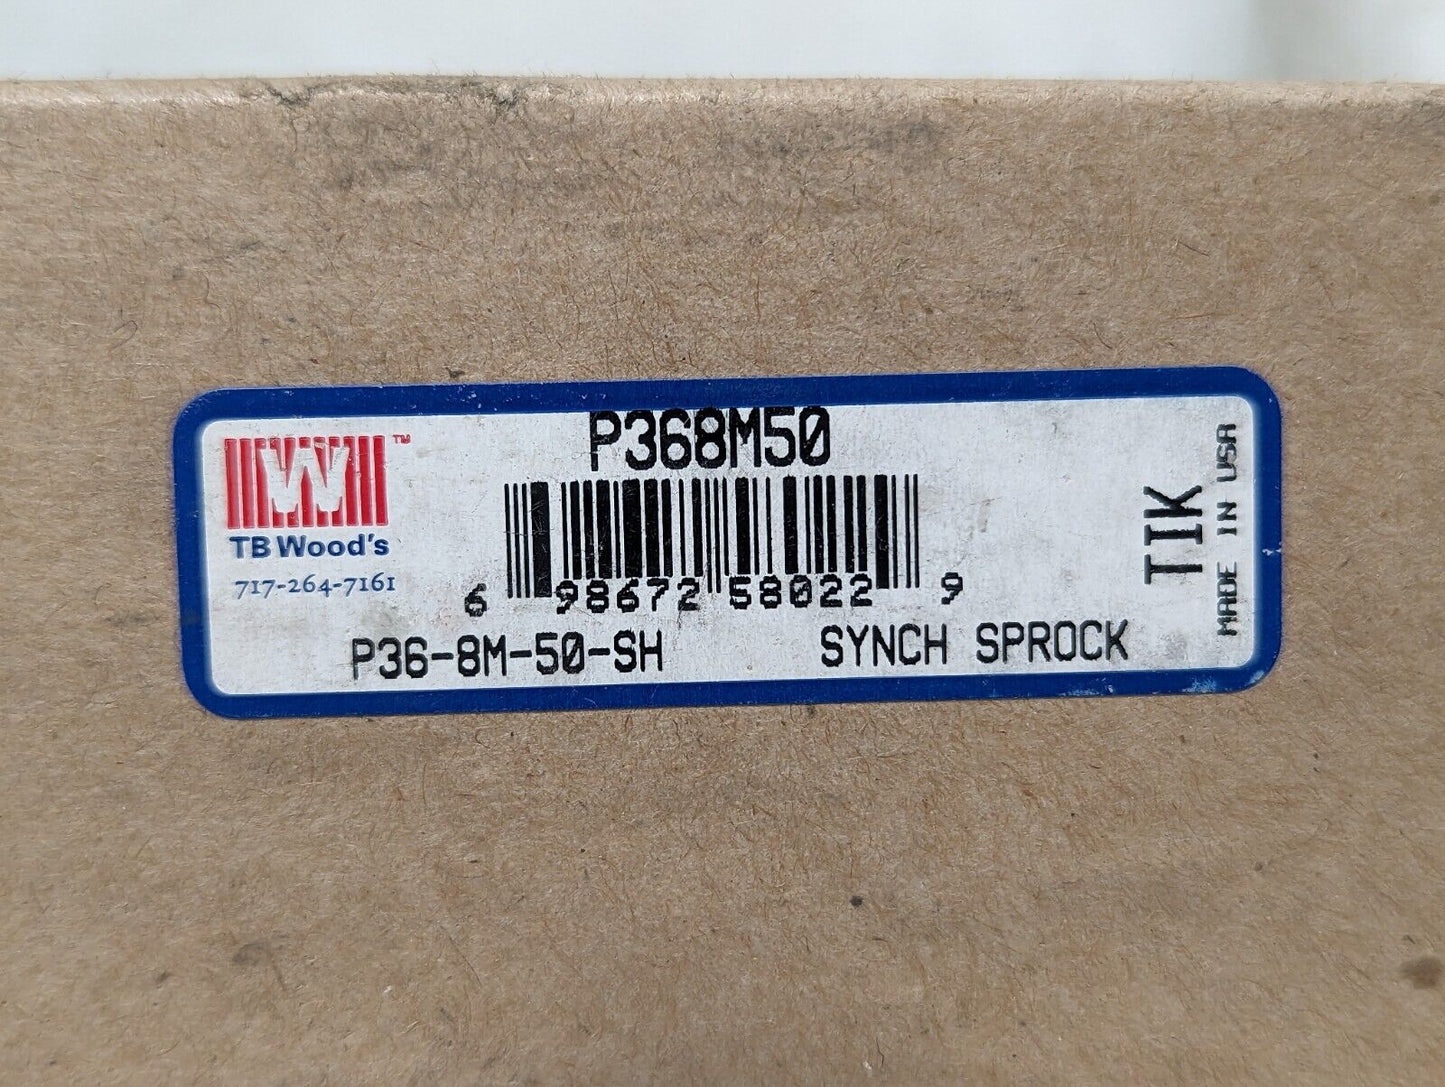 P368M50
W™
TB Wood's
717-264-7161
6 98672 58022 9
P36-8M-50-SH SYNCH SPROCK
TIK
MADE IN USA